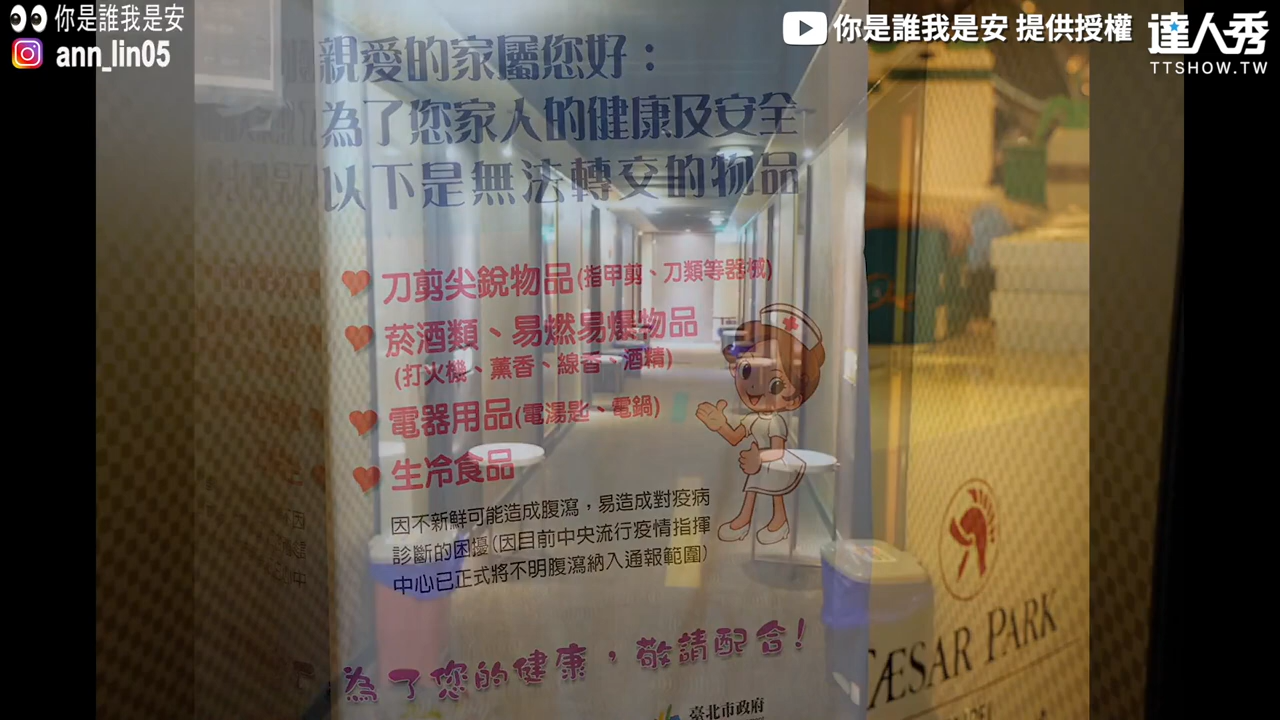 你是誰我是安
ann_lin05
你是誰我是安 提供授權
達人秀
TTSHOW.TW
親愛的家屬您好：
為了您家人的健康及安全
以下是無法轉交的物品
刀剪尖銳物品(指甲剪、刀類等器械)
菸酒類、易燃易爆物品
(打火機、薰香、線香、酒精)
電器用品(電湯匙、電鍋)
生冷食品
因不新鮮可能造成腹瀉，易造成對疫病
診斷的困擾(因目前中央流行疫情指揮
中心已正式將不明腹瀉納入通報範圍)
為了您的健康，敬請配合!
臺北市政府
CÆSAR PARK